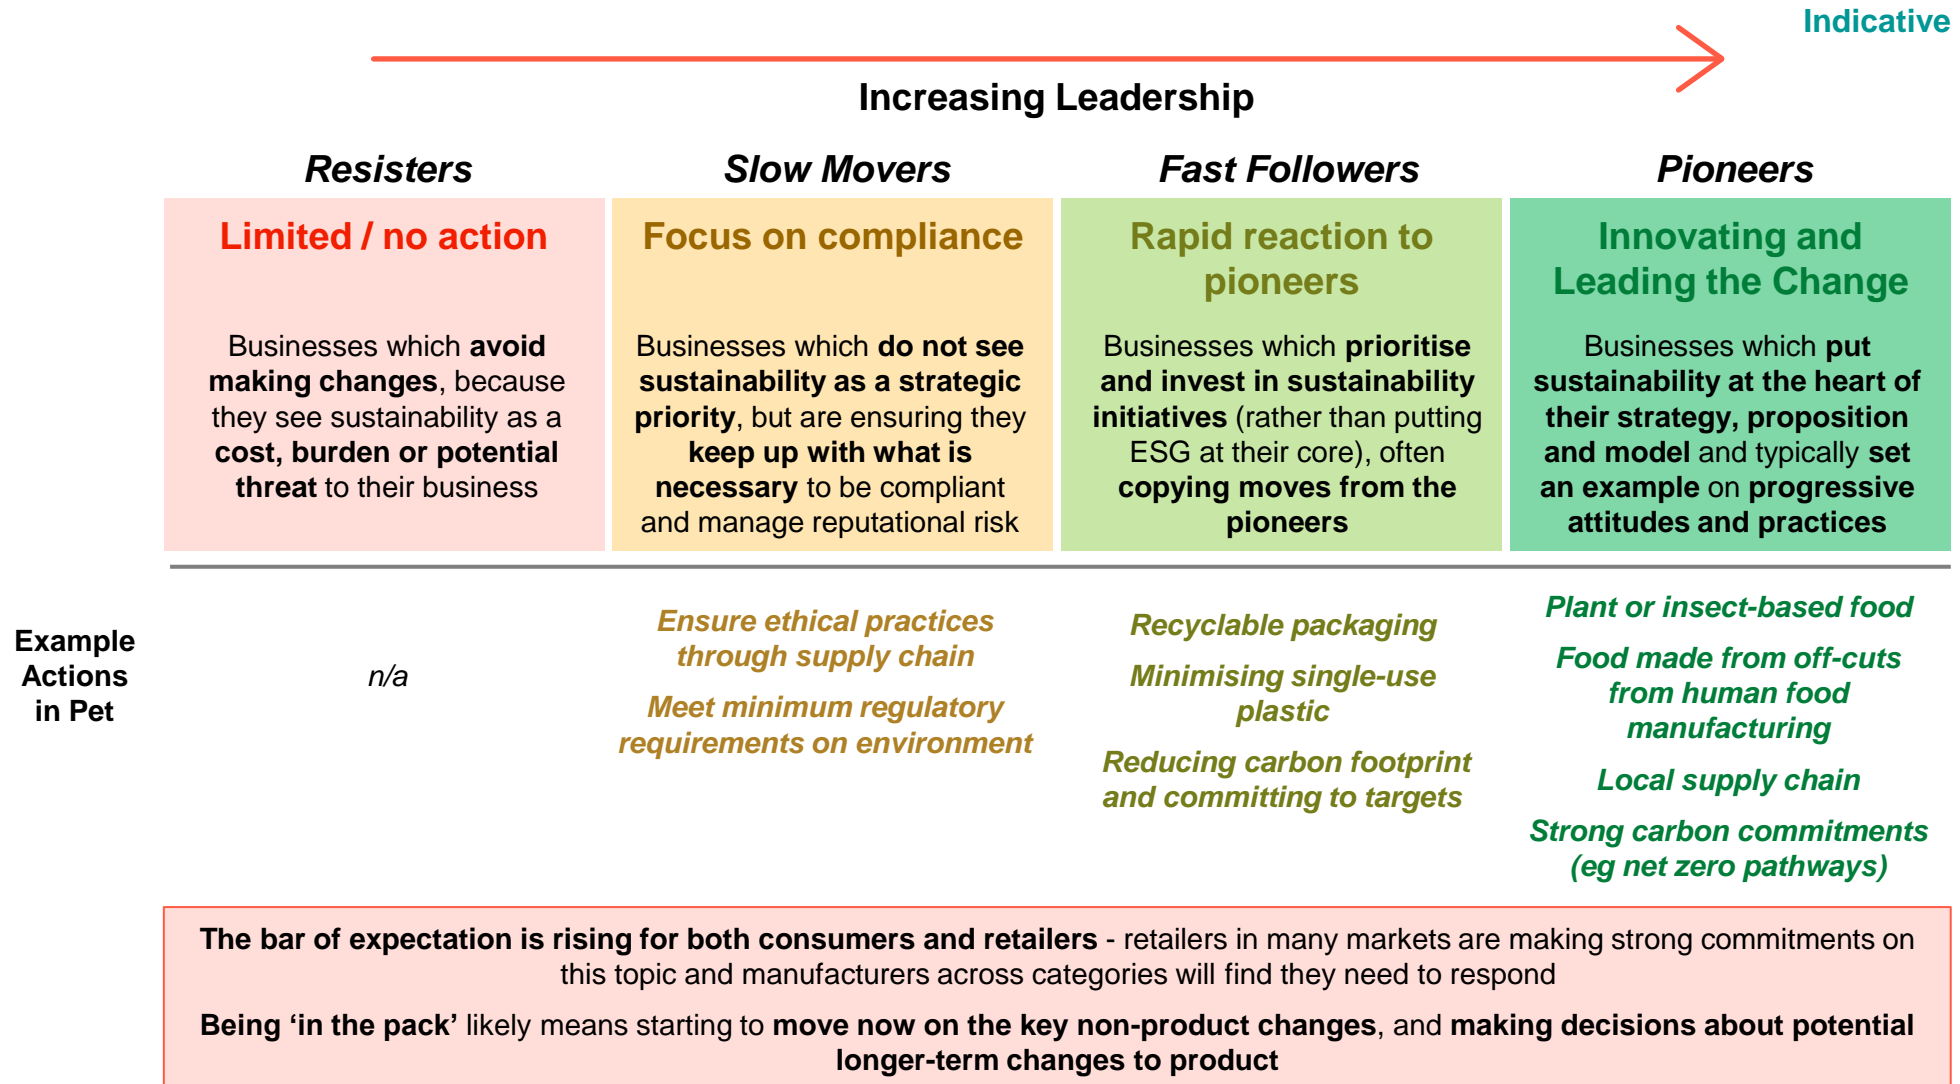 Indicative
Increasing Leadership
Resisters
Slow Movers
Fast Followers
Pioneers
Limited / no action
Businesses which avoid
making changes, because
they see sustainability as a
cost, burden or potential
threat to their business
Focus on compliance
Businesses which do not see
sustainability as a strategic
priority, but are ensuring they
keep up with what is
necessary to be compliant
and manage reputational risk
Rapid reaction to
pioneers
Businesses which prioritise
and invest in sustainability
initiatives (rather than putting
ESG at their core), often
copying moves from the
pioneers
Innovating and
Leading the Change
Businesses which put
sustainability at the heart of
their strategy, proposition
and model and typically set
an example on progressive
attitudes and practices
Example
Actions
in Pet
n/a
Ensure ethical practices
through supply chain
Meet minimum regulatory
requirements on environment
Recyclable packaging
Minimising single-use
plastic
Reducing carbon footprint
and committing to targets
Plant or insect-based food
Food made from off-cuts
from human food
manufacturing
Local supply chain
Strong carbon commitments
(eg net zero pathways)
The bar of expectation is rising for both consumers and retailers - retailers in many markets are making strong commitments on
this topic and manufacturers across categories will find they need to respond
Being ‘in the pack’ likely means starting to move now on the key non-product changes, and making decisions about potential
longer-term changes to product